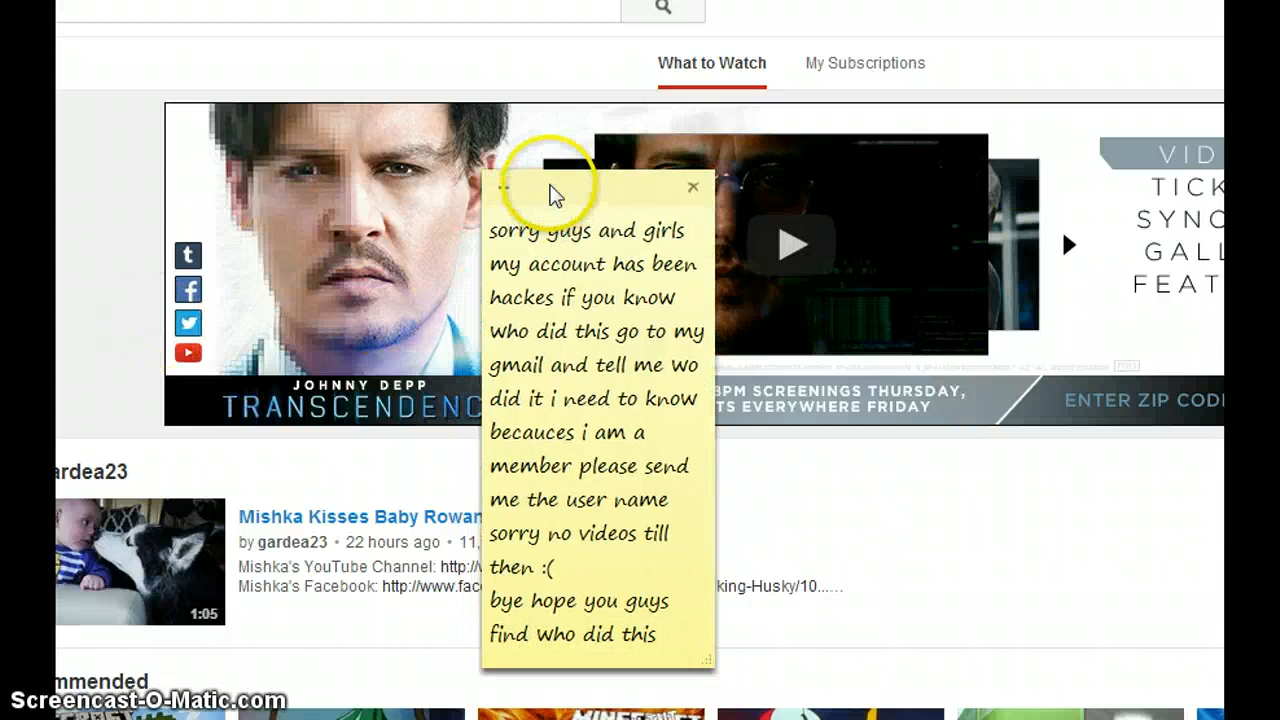 What to Watch
My Subscriptions
VID
TICK
SYNO
GALL
FEAT
JOHNNY DEPP
TRANSCENDENC
8PM SCREENINGS THURSDAY,
TS EVERYWHERE FRIDAY
ENTER ZIP COD
sorry guys and girls
my account has been
hackes if you know
who did this go to my
gmail and tell me wo
did it i need to know
becauces i am a
member please send
me the user name
sorry no videos till
then :(
bye hope you guys
find who did this
ardea23
Mishka Kisses Baby Rowan
by gardea23 • 22 hours ago • 11,
Mishka's YouTube Channel: http://w
Mishka's Facebook: http://www.face
king-Husky/10...…
1:05
mmended
Screencast-O-Matic.com
MINECRAFT